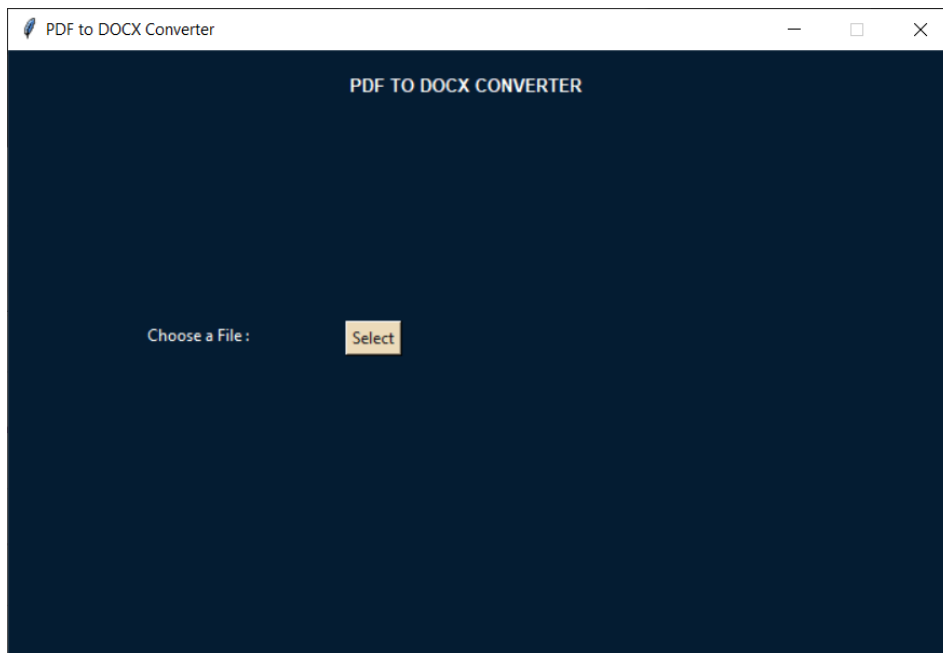 PDF to DOCX Converter
PDF TO DOCX CONVERTER
Choose a File :
Select